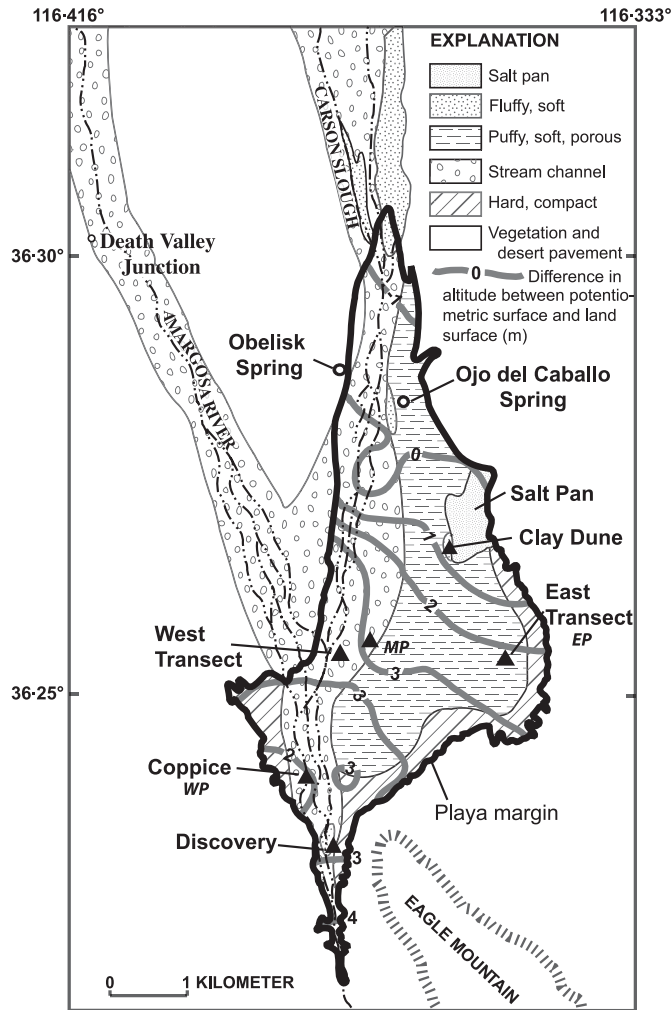 116·416°
116·333°
EXPLANATION
Salt pan
Fluffy, soft
Puffy, soft, porous
Stream channel
Hard, compact
Vegetation and
desert pavement
0 Difference in
altitude between potentio-
metric surface and land
surface (m)
CARSON SLOUGH
36·30°
Death Valley
Junction
AMARGOSA RIVER
Obelisk
Spring
Ojo del Caballo
Spring
0
Salt Pan
1
Clay Dune
2
East
Transect
EP
West
Transect
MP
3
36·25°
3
2
3
Coppice
WP
Playa margin
Discovery
3
4
EAGLE MOUNTAIN
0 1 KILOMETER